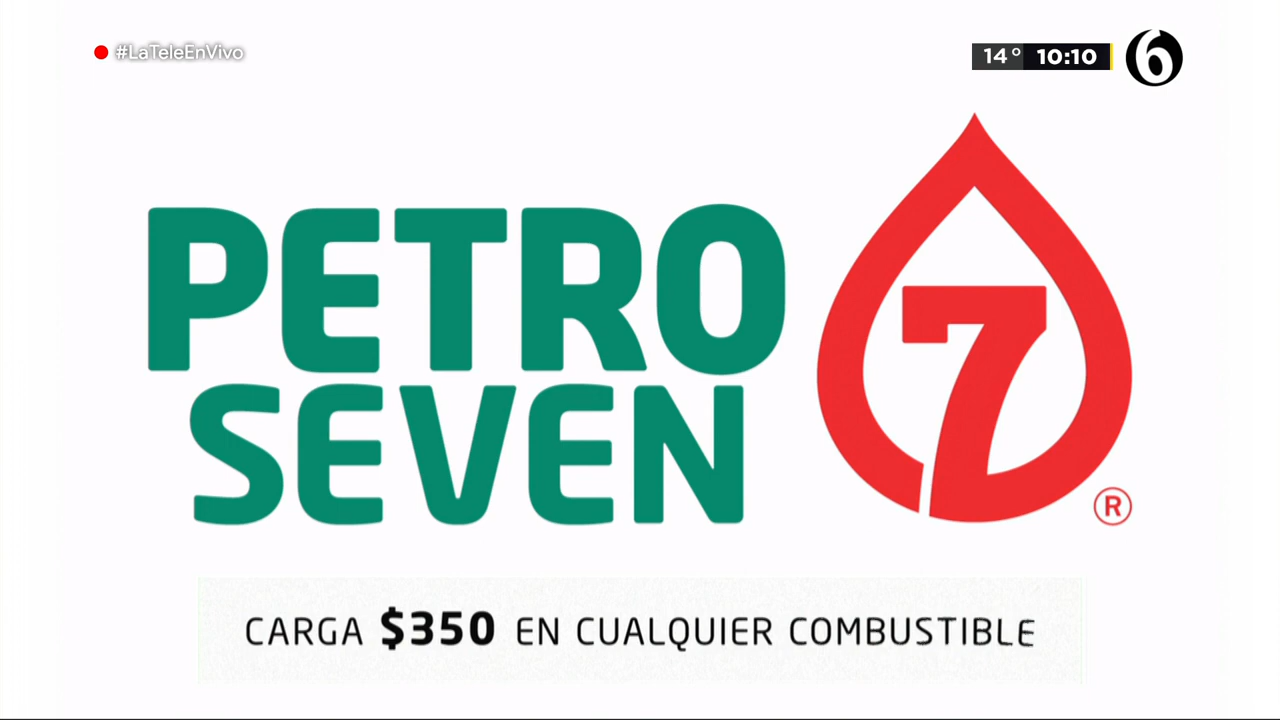 #LaTeleEnVivo
14° 10:10 6
PETRO
SEVEN
7
®
CARGA $350 EN CUALQUIER COMBUSTIBLE